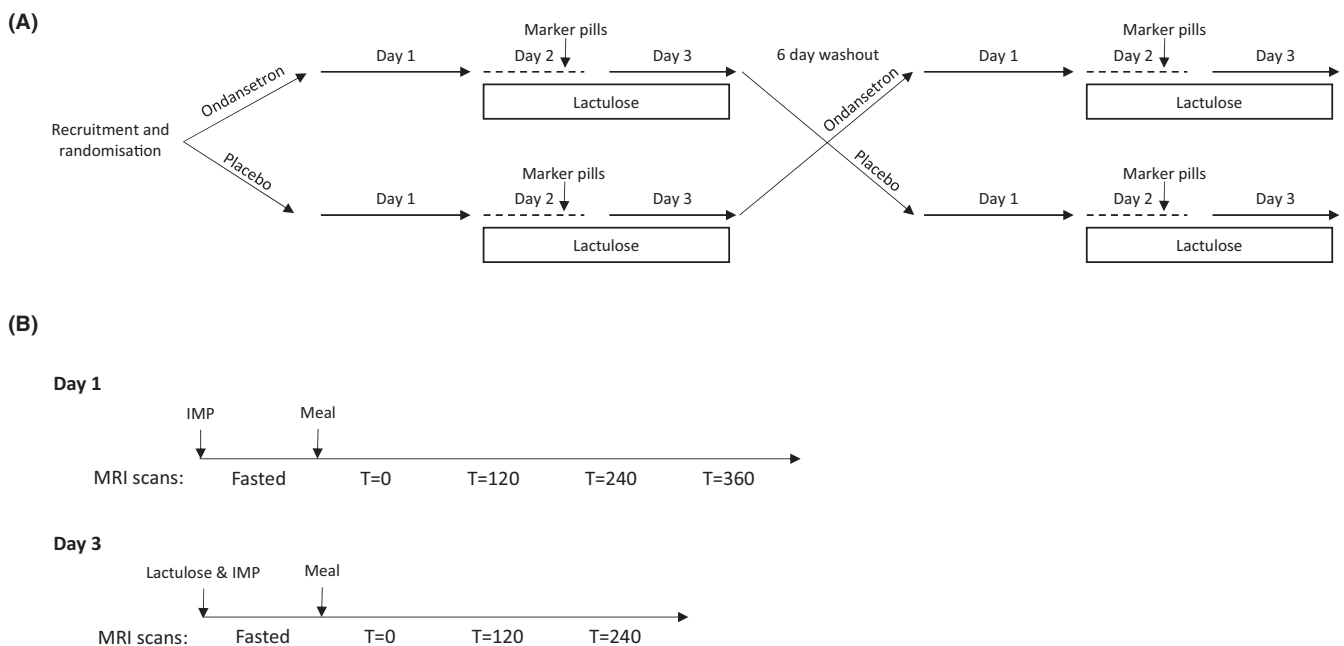 (A)
Marker pills
Marker pills
Day 1
Day 2
Day 3
6 day washout
Day 1
Day 2
Day 3
Ondansetron
Lactulose
Ondansetron
Lactulose
Recruitment and
randomisation
Placebo
Marker pills
Placebo
Marker pills
Day 1
Day 2
Day 3
Day 1
Day 2
Day 3
Lactulose
Lactulose
(B)
Day 1
IMP
Meal
MRI scans: Fasted T=0 T=120 T=240 T=360
Day 3
Lactulose & IMP
Meal
MRI scans: Fasted T=0 T=120 T=240